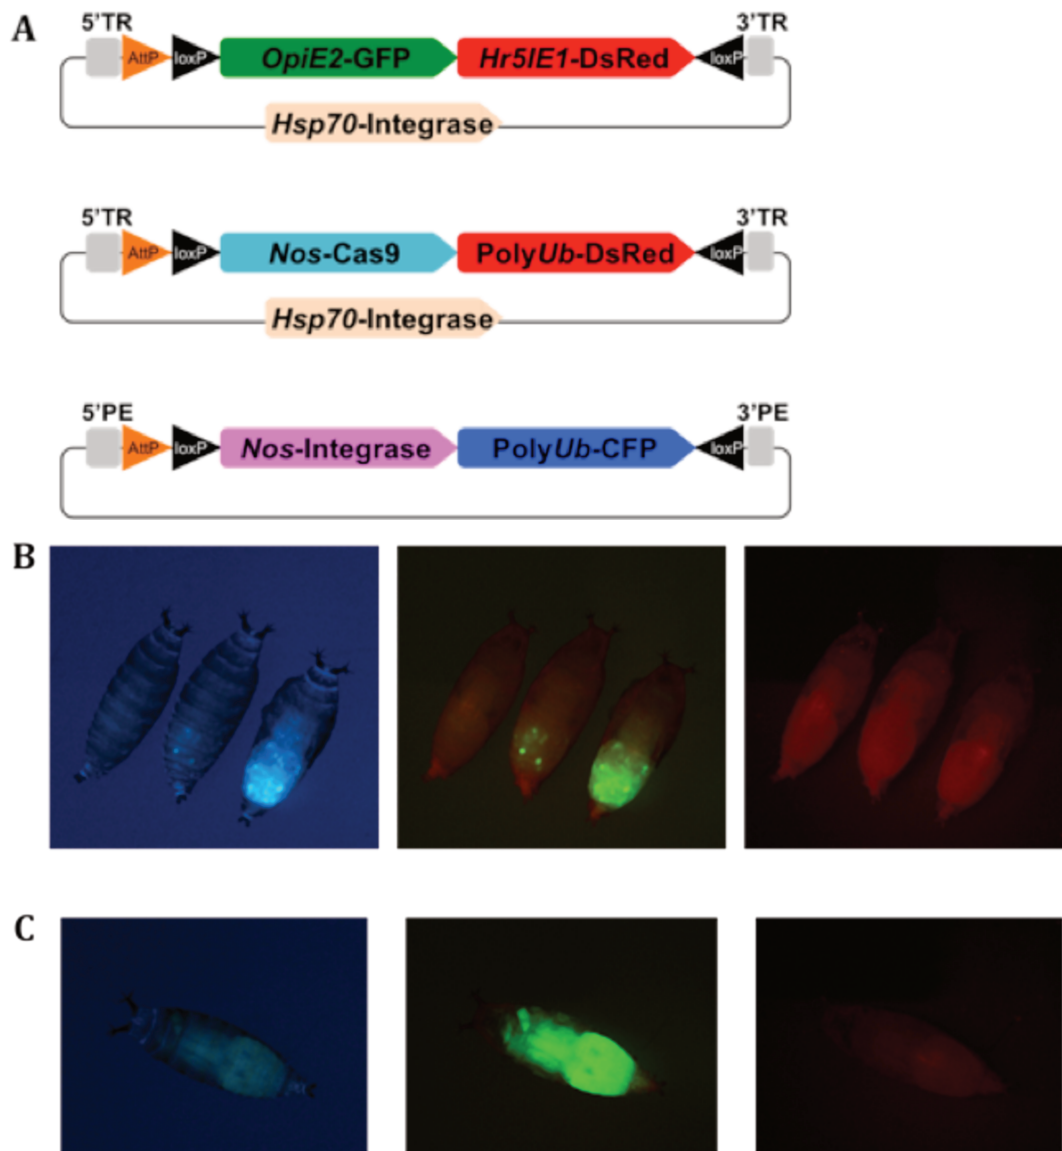 A
5'TR 3'TR
AttP loxP OpiE2-GFP Hr5IE1-DsRed loxP
Hsp70-Integrase
5'TR 3'TR
AttP loxP Nos-Cas9 PolyUb-DsRed loxP
Hsp70-Integrase
5'PE 3'PE
AttP loxP Nos-Integrase PolyUb-CFP loxP
B
C